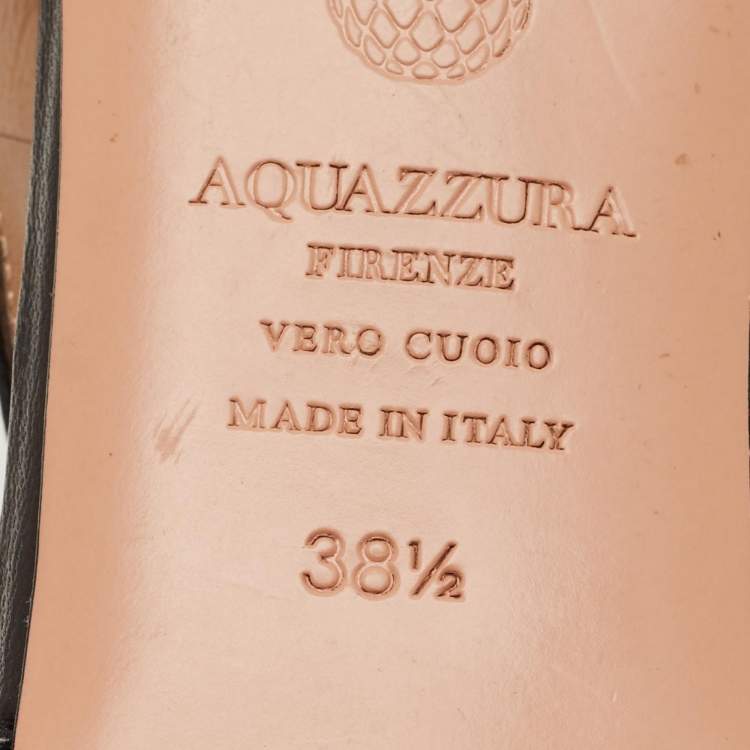 AQUAZZURA
FIRENZE
VERO CUOIO
MADE IN ITALY
38½